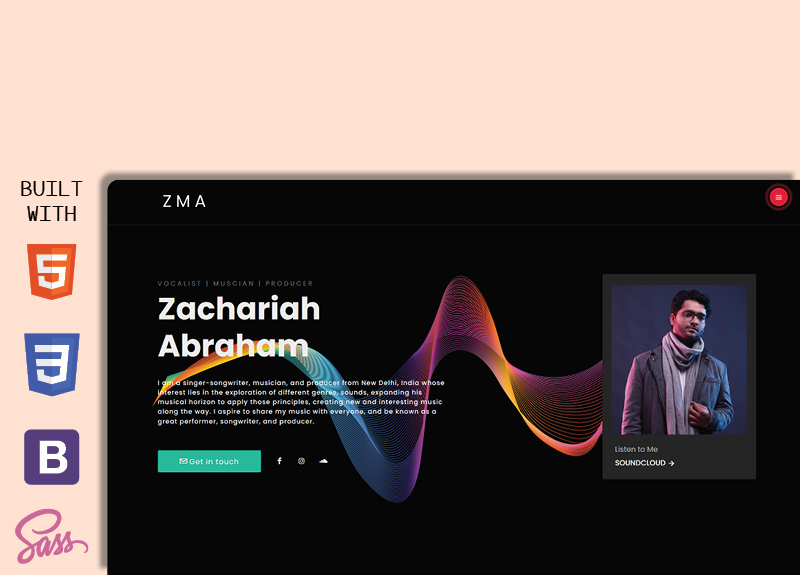 BUILT
WITH
5
3
B
Sass
ZMA
VOCALIST | MUSCIAN | PRODUCER
Zachariah
Abraham
I am a singer-songwriter, musician, and producer from New Delhi, India whose
interest lies in the exploration of different genres, sounds, expanding his
musical horizon to apply those principles, creating new and interesting music
along the way. I aspire to share my music with everyone, and be known as a
great performer, songwriter, and producer.
Get in touch
f
Listen to Me
SOUNDCLOUD →